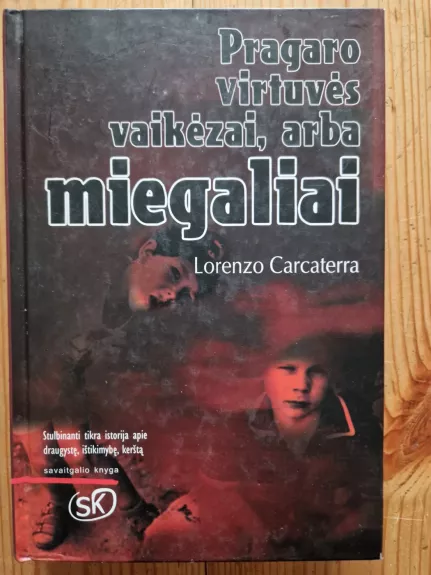 Pragaro
virtuvės
vaikėzai, arba
miegaliai
Lorenzo Carcaterra
Stulbinanti tikra istorija apie
draugystę, ištikimybę, kerštą
savaitgalio knyga
SK